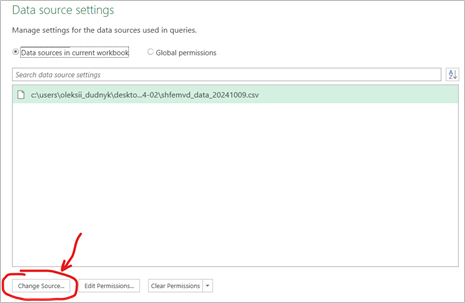 Data source settings
Manage settings for the data sources used in queries.
Data sources in current workbook Global permissions
Search data source settings
A
Z
c:\users\oleksii_dudnyk\deskto...4-02\shfemvd_data_20241009.csv
Change Source... Edit Permissions... Clear Permissions